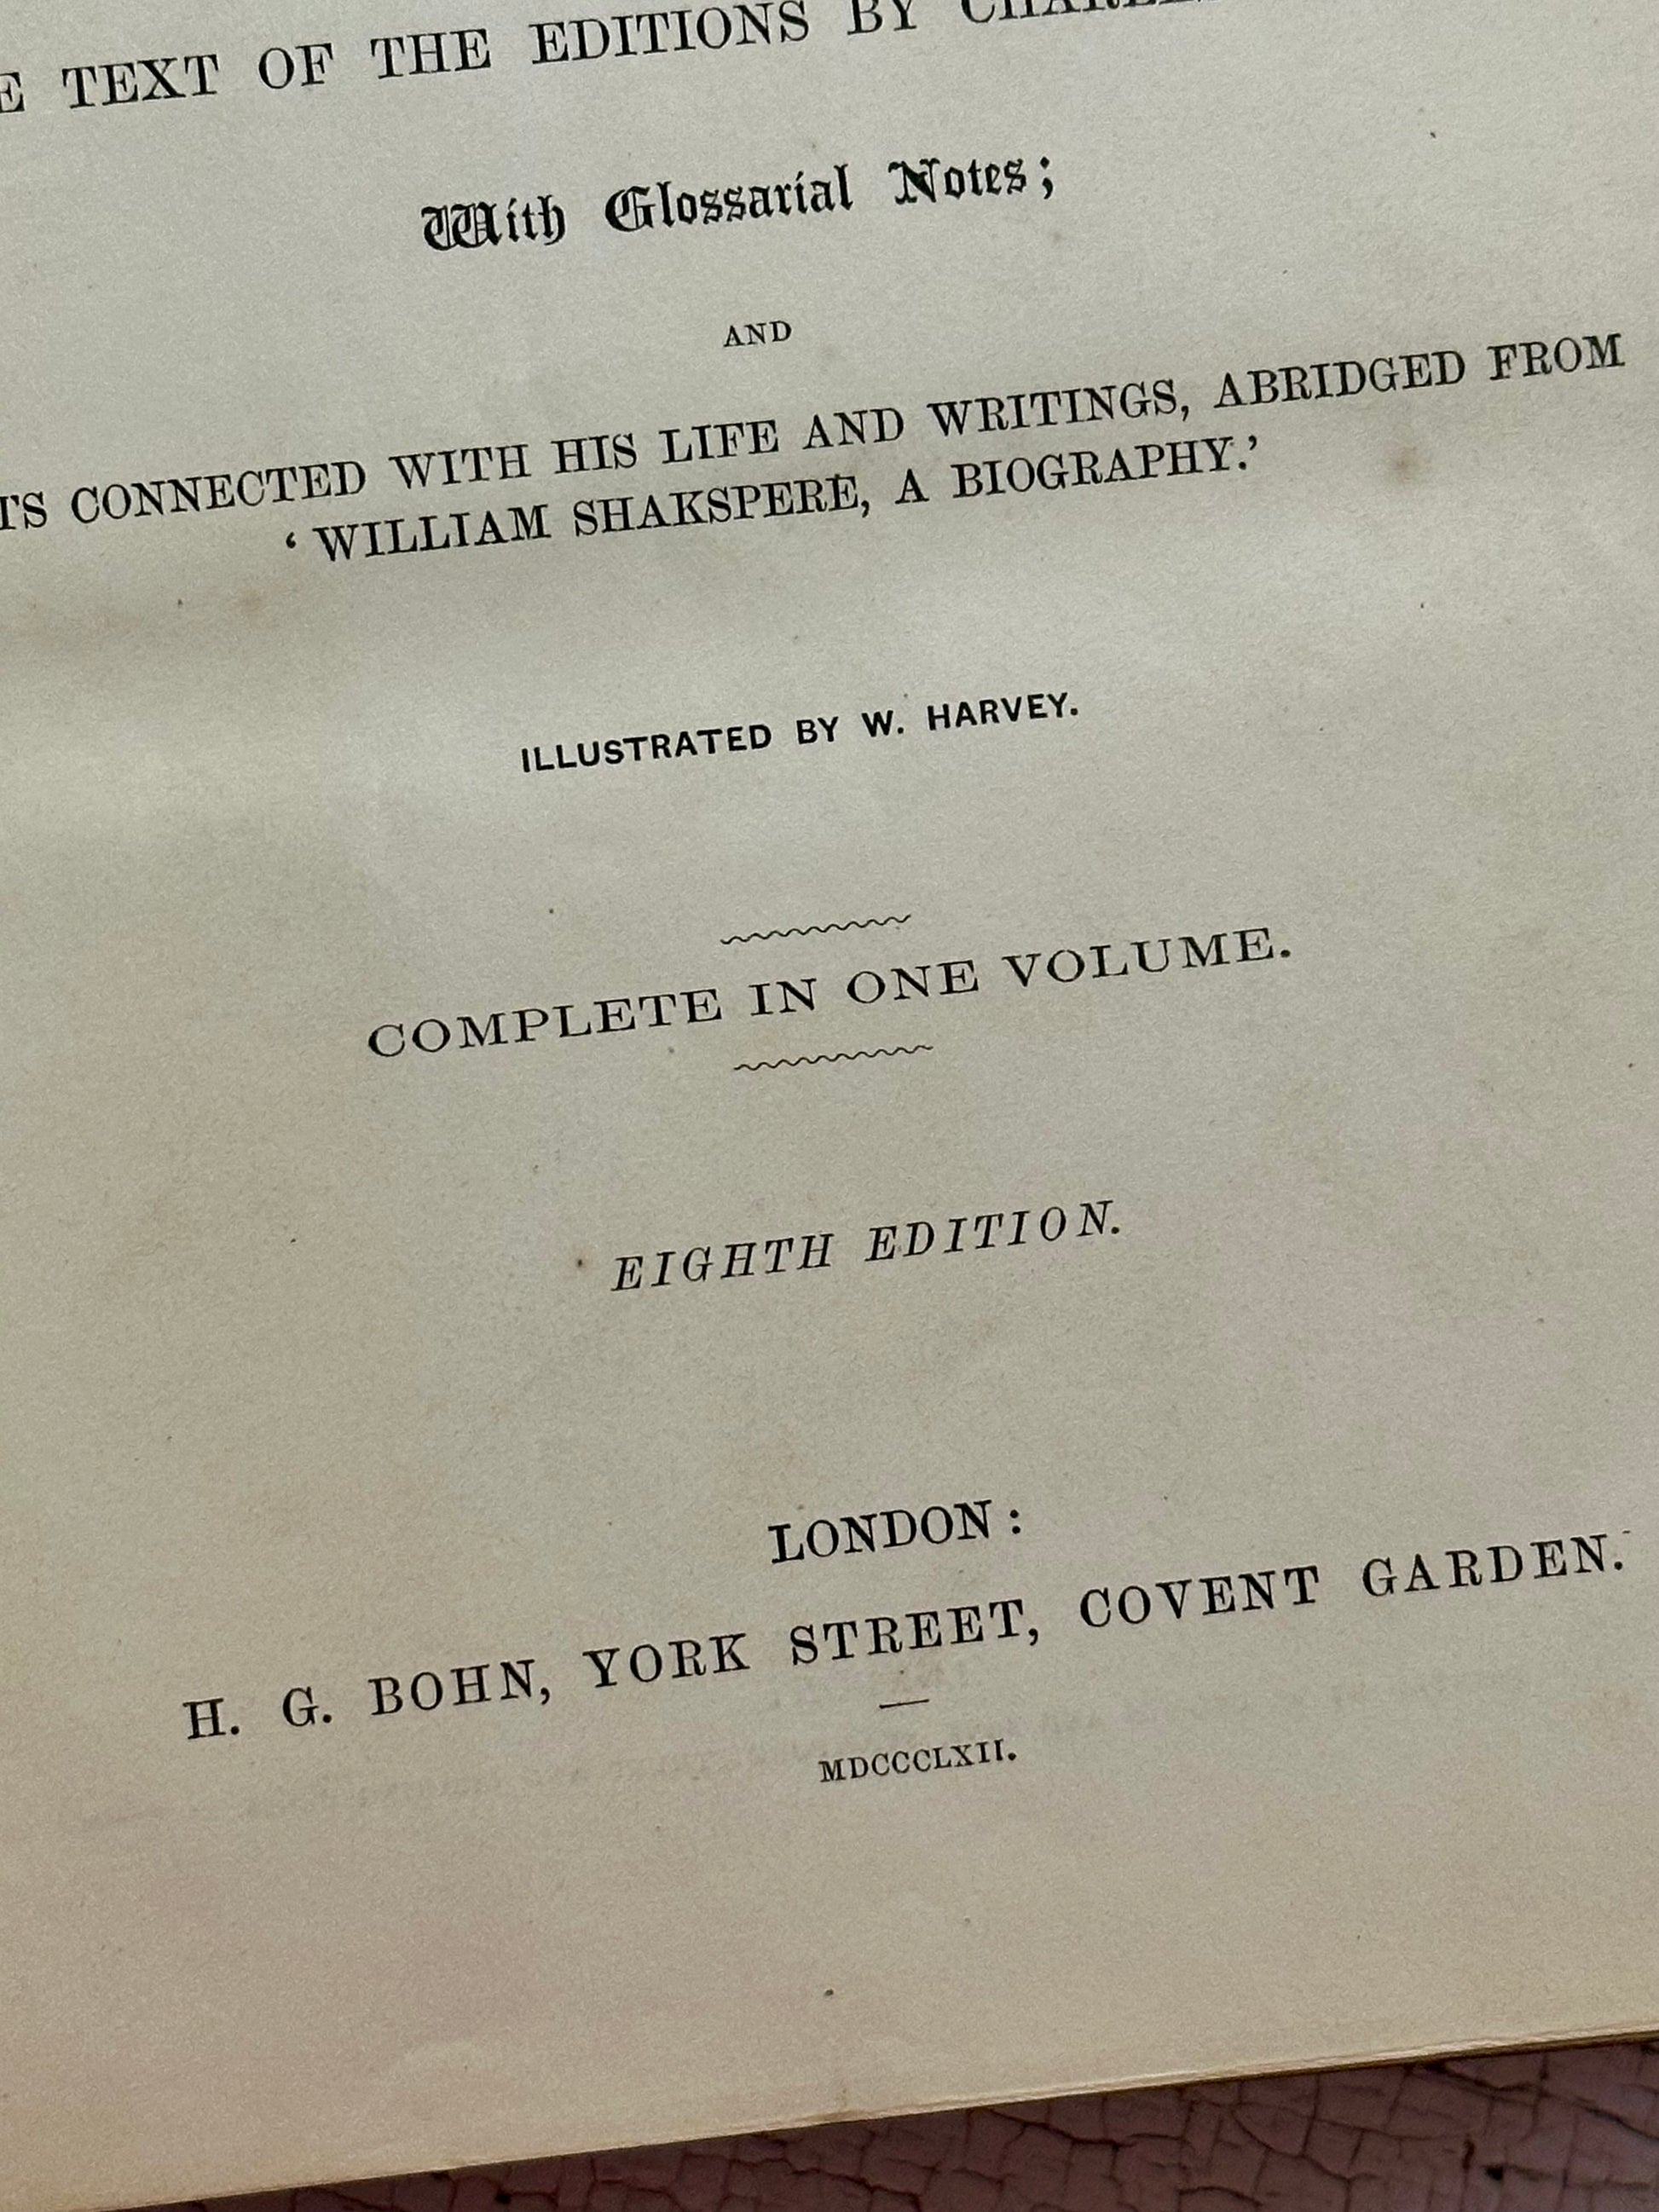 TEXT OF THE EDITIONS BY
With Glossarial Notes;
AND
CONNECTED WITH HIS LIFE AND WRITINGS, ABRIDGED FROM
‘WILLIAM SHAKSPERE, A BIOGRAPHY.’
ILLUSTRATED BY W. HARVEY.
COMPLETE IN ONE VOLUME.
EIGHTH EDITION.
LONDON:
H. G. BOHN, YORK STREET, COVENT GARDEN.
MDCCCLXII.